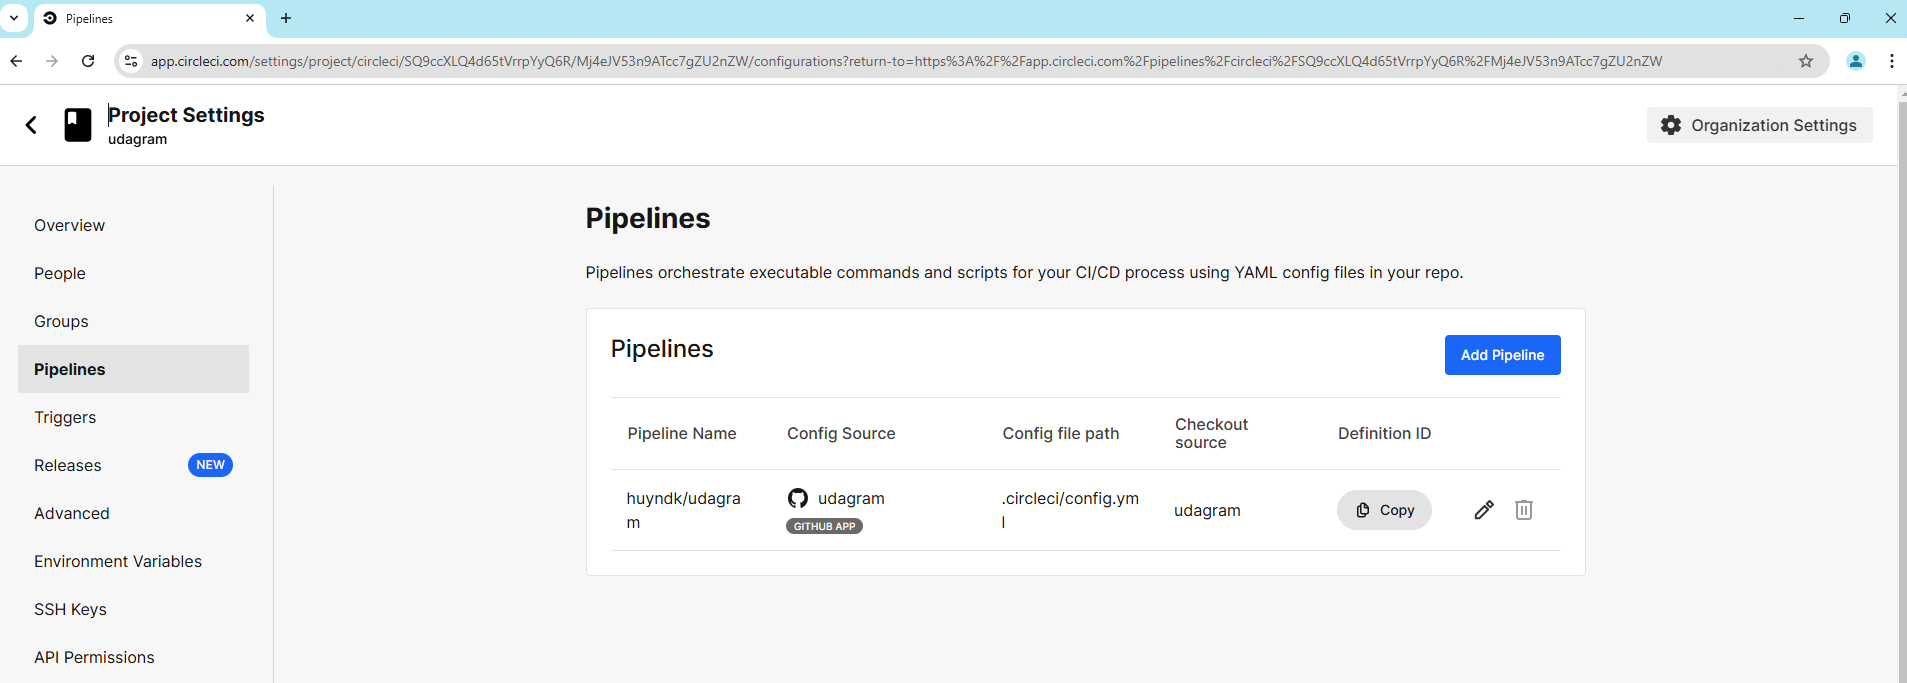 Pipelines
app.circleci.com/settings/project/circleci/SQ9ccXLQ4d65tVrrpYyQ6R/Mj4eJV53n9ATcc7gZU2nZW/configurations?return-to=https%3A%2F%2Fapp.circleci.com%2Fpipelines%2Fcircleci%2FSQ9ccXLQ4d65tVrrpYyQ6R%2FMj4eJV53n9ATcc7gZU2nZW
Project Settings
udagram
Organization Settings
Overview
People
Groups
Pipelines
Triggers
Releases NEW
Advanced
Environment Variables
SSH Keys
API Permissions
Pipelines
Pipelines orchestrate executable commands and scripts for your CI/CD process using YAML config files in your repo.
Pipelines
Add Pipeline
Pipeline Name
Config Source
Config file path
Checkout
source
Definition ID
huyndk/udagra
m
udagram
GITHUB APP
.circleci/config.ym
l
udagram
Copy